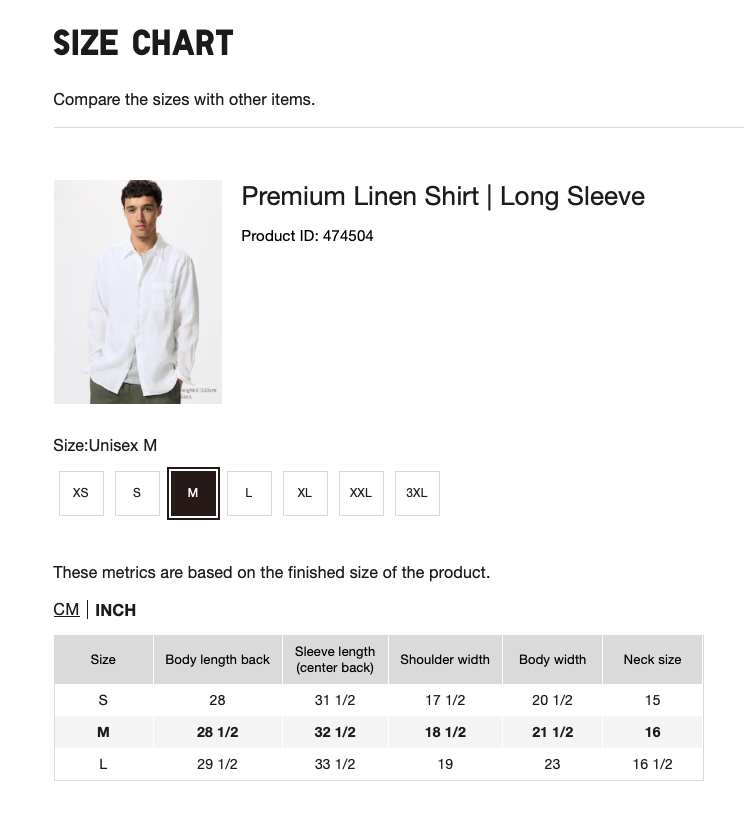 SIZE CHART
Compare the sizes with other items.
Premium Linen Shirt | Long Sleeve
Product ID: 474504
Size:Unisex M
XS S M L XL XXL 3XL
These metrics are based on the finished size of the product.
CM | INCH
Size Body length back Sleeve length (center back) Shoulder width Body width Neck size
S 28 31 1/2 17 1/2 20 1/2 15
M 28 1/2 32 1/2 18 1/2 21 1/2 16
L 29 1/2 33 1/2 19 23 16 1/2